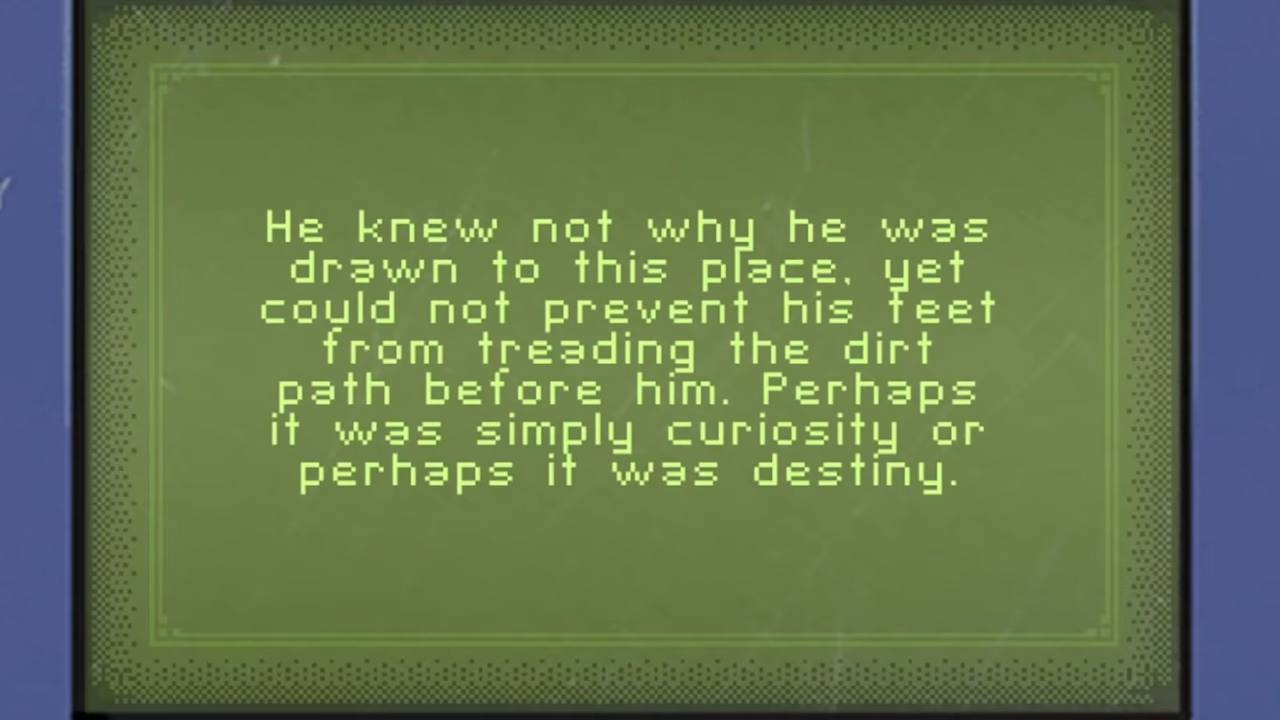 He knew not why he was
drawn to this place, yet
could not prevent his feet
from treading the dirt
path before him. Perhaps
it was simply curiosity or
perhaps it was destiny.